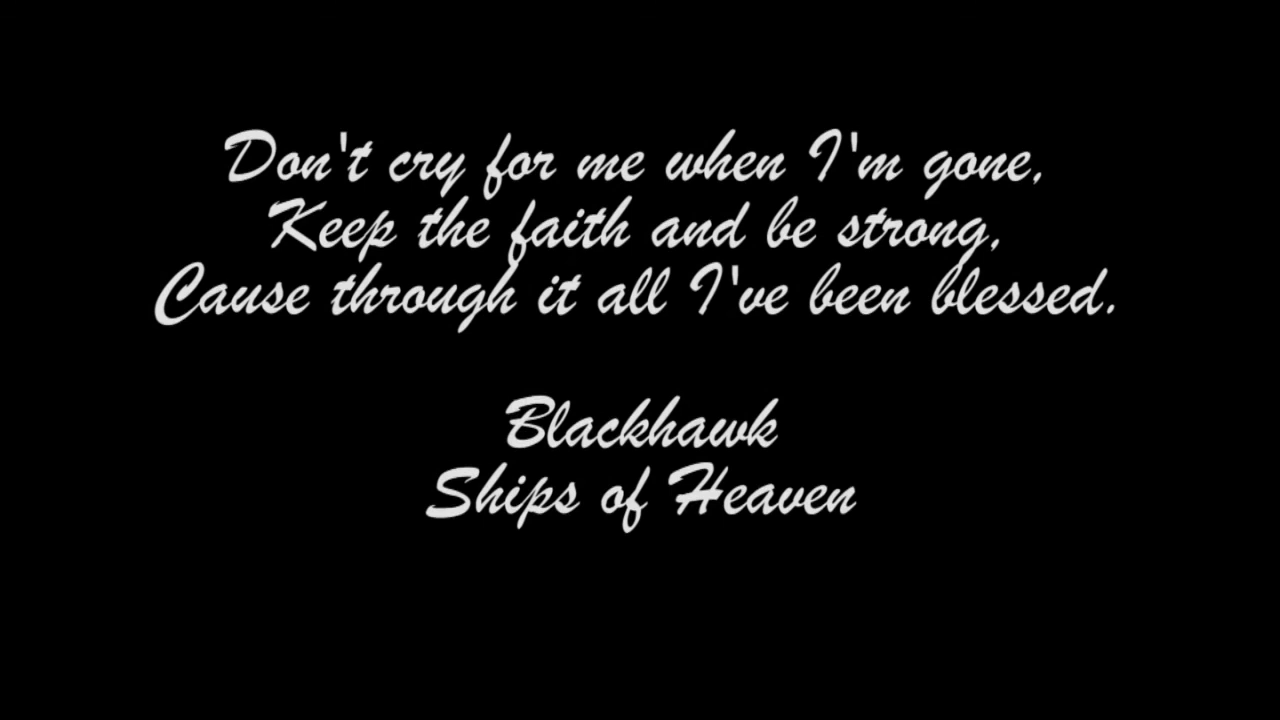 Don't cry for me when I'm gone,
Keep the faith and be strong,
Cause through it all I've been blessed.
Blackhawk
Ships of Heaven